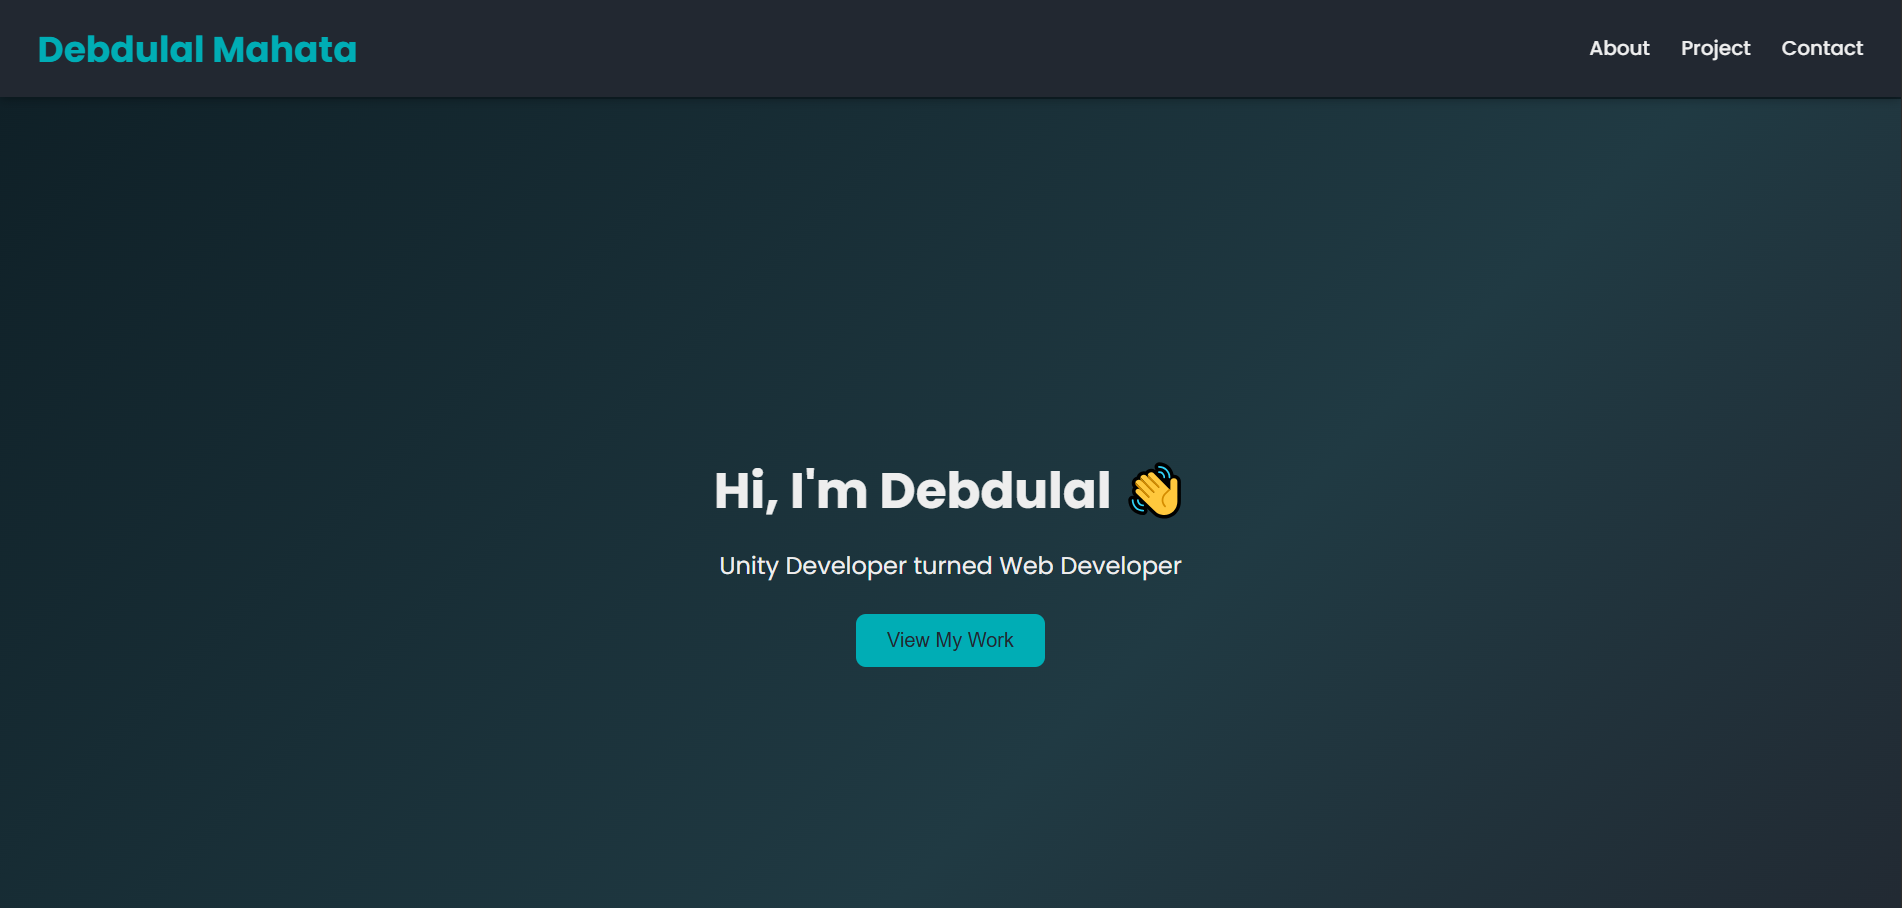 Debdulal Mahata
About Project Contact
Hi, I'm Debdulal 👋
Unity Developer turned Web Developer
View My Work